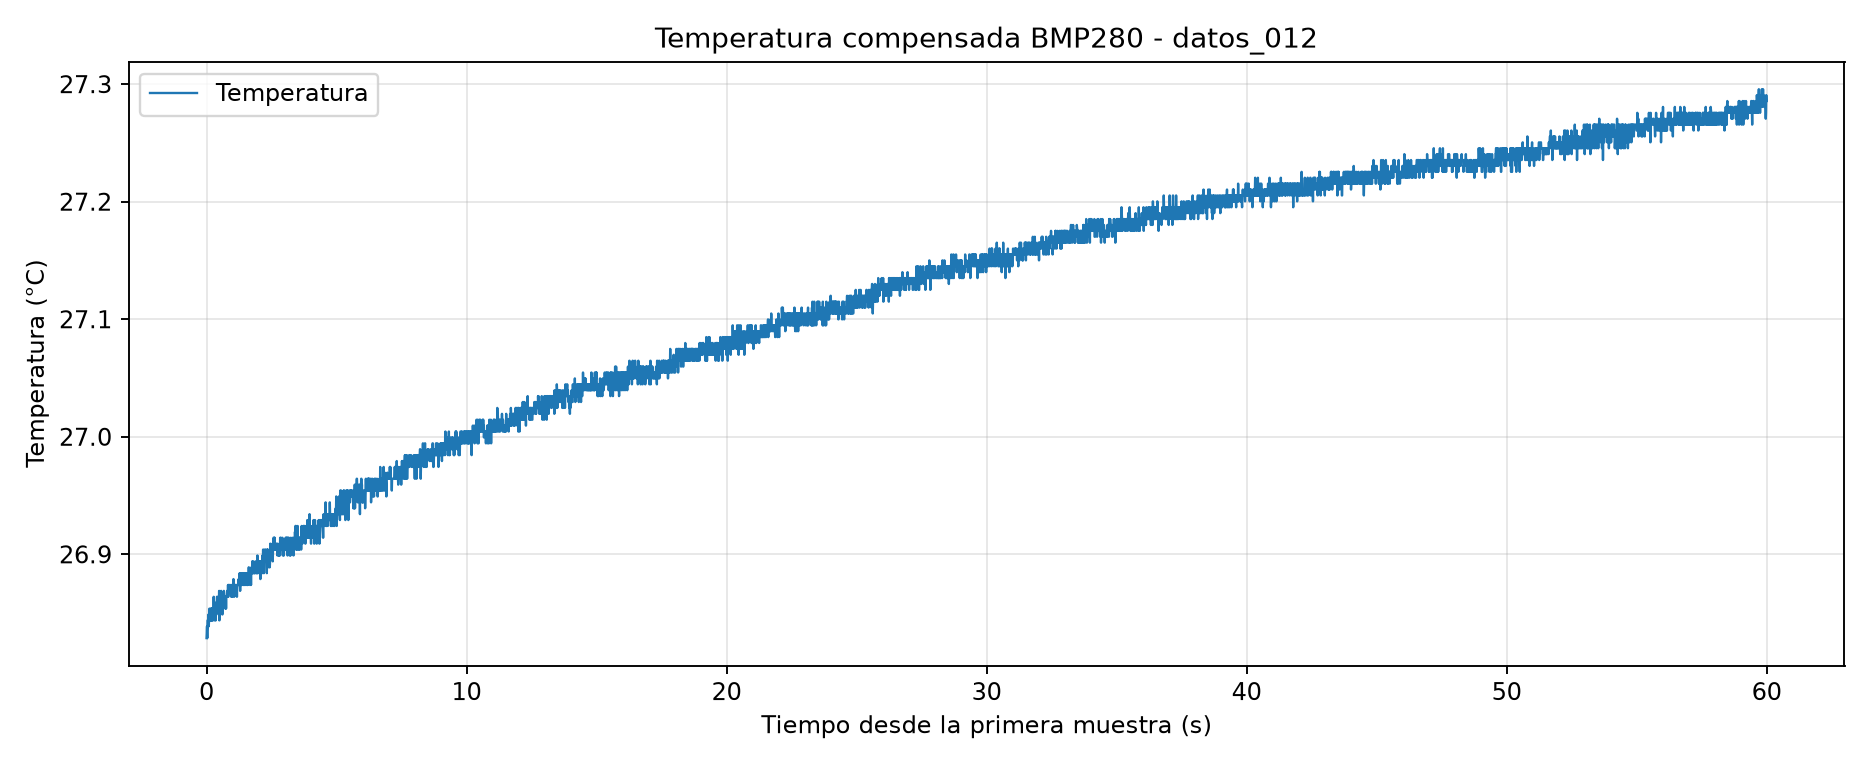 Temperatura compensada BMP280 - datos_012
Temperatura
Temperatura (°C)
27.3
27.2
27.1
27.0
26.9
0 10 20 30 40 50 60
Tiempo desde la primera muestra (s)